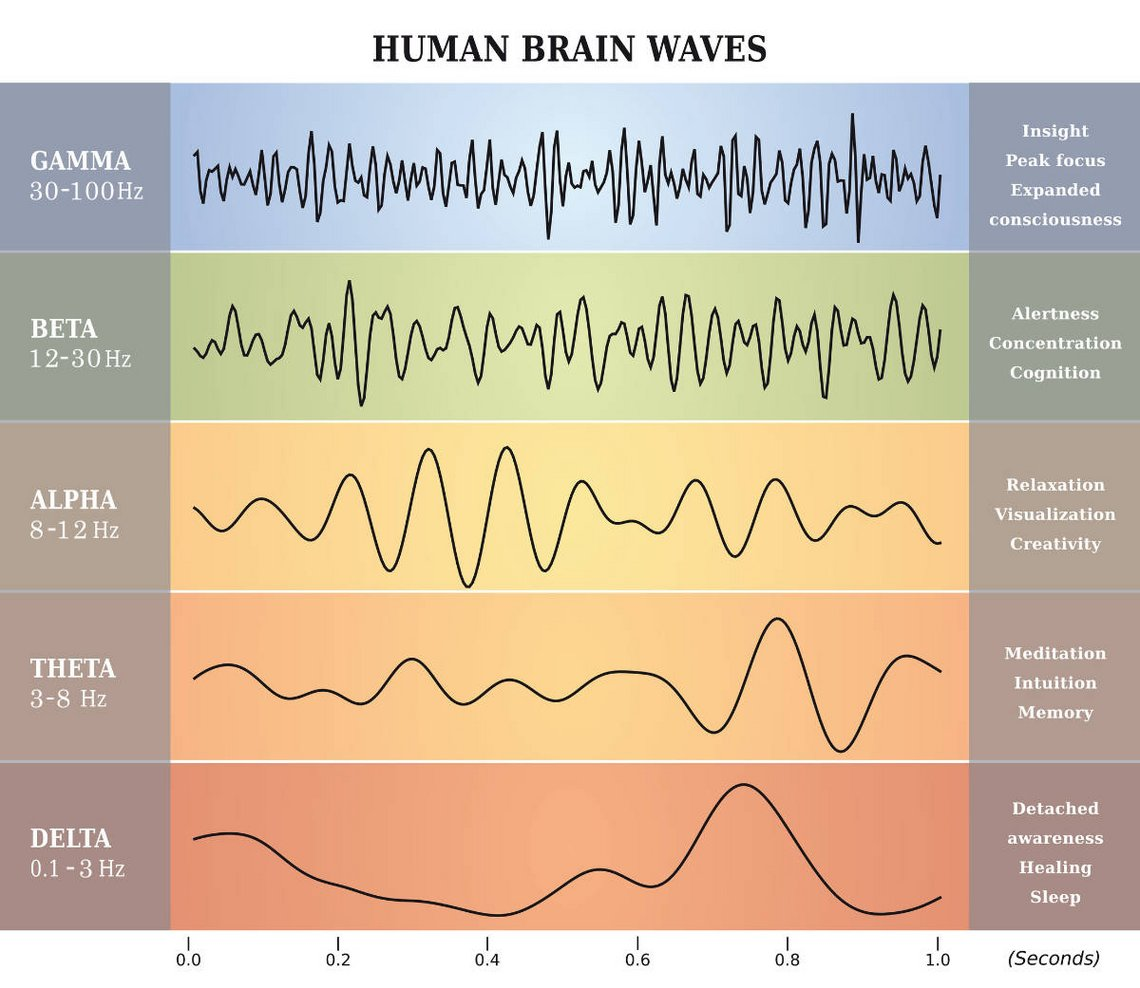 HUMAN BRAIN WAVES
GAMMA
30-100Hz
Insight
Peak focus
Expanded
consciousness
BETA
12-30Hz
Alertness
Concentration
Cognition
ALPHA
8-12 Hz
Relaxation
Visualization
Creativity
THETA
3-8 Hz
Meditation
Intuition
Memory
DELTA
0.1 - 3 Hz
Detached
awareness
Healing
Sleep
0.0 0.2 0.4 0.6 0.8 1.0 (Seconds)